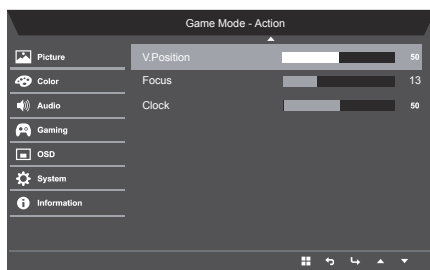 Game Mode - Action
Picture
V.Position 50
Color
Focus 13
Audio
Clock 50
Gaming
OSD
System
Information